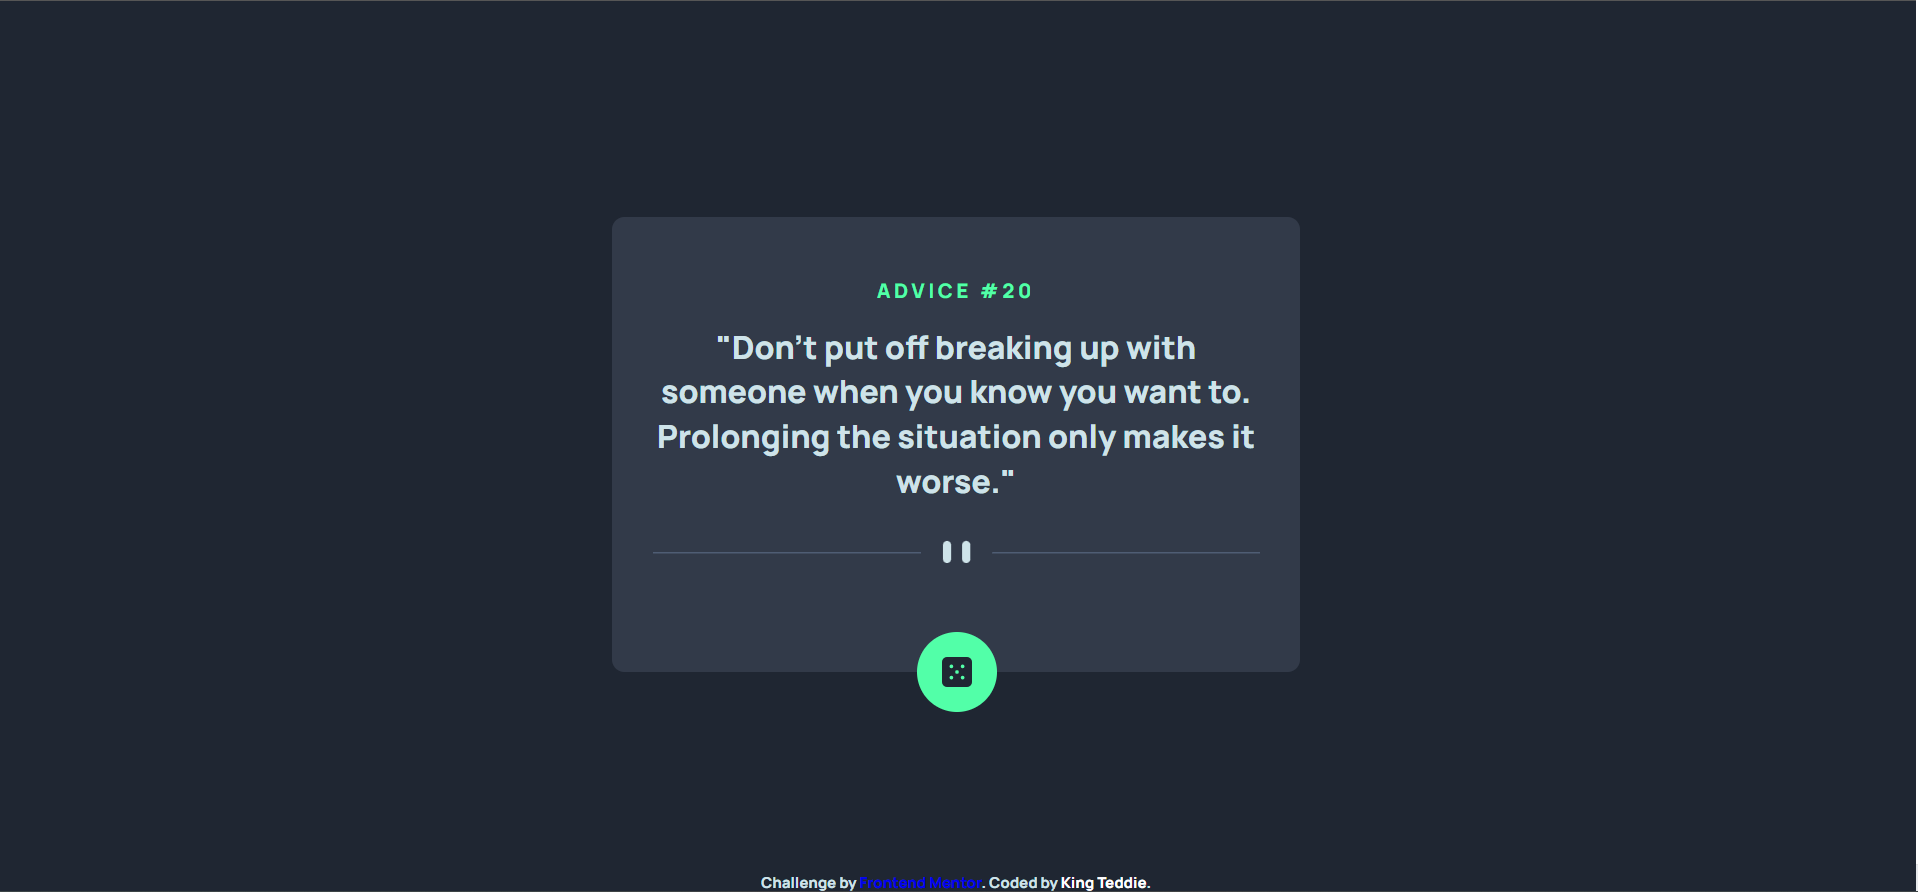 ADVICE #20
"Don't put off breaking up with
someone when you know you want to.
Prolonging the situation only makes it
worse."
Challenge by Frontend Mentor. Coded by King Teddie.